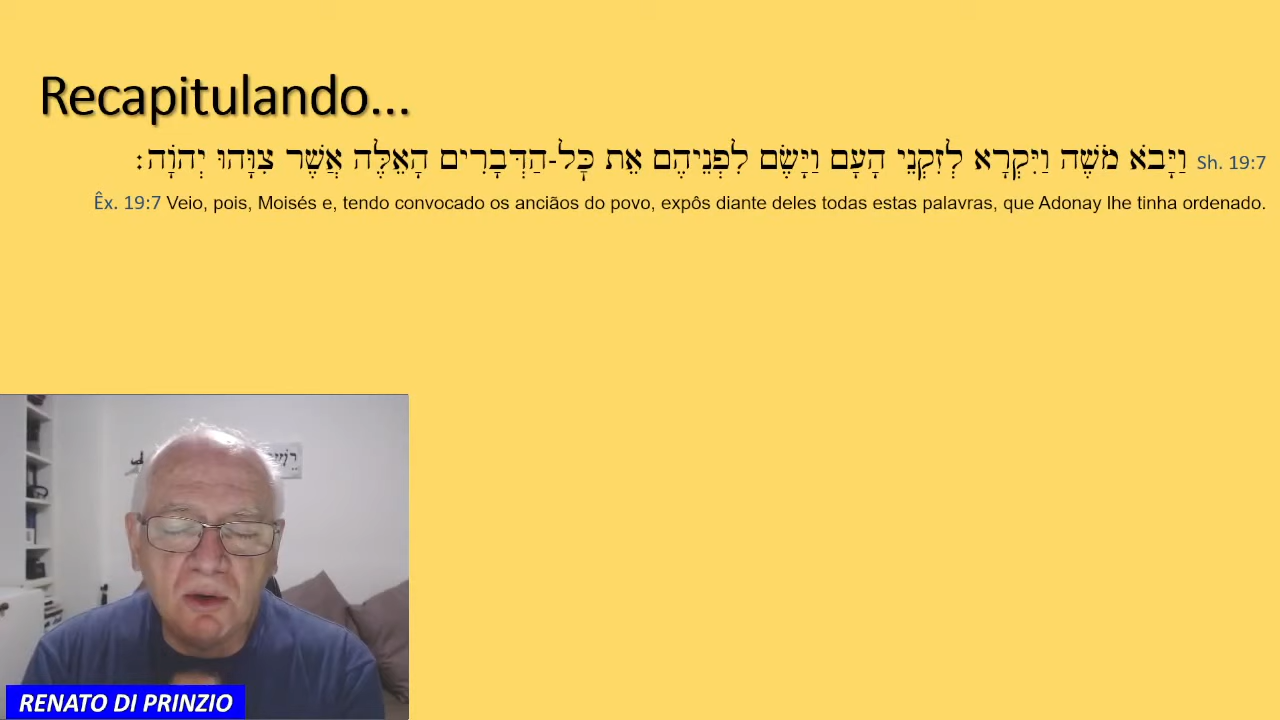 Recapitulando...
Sh. 19:7 וַיָּבֹא מֹשֶׁה וַיִּקְרָא לְזִקְנֵי הָעָם וַיָּשֶׂם לִפְנֵיהֶם אֵת כָּל-הַדְּבָרִים הָאֵלֶּה אֲשֶׁר צִוָּהוּ יְהוָֹה:
Êx. 19:7 Veio, pois, Moisés e, tendo convocado os anciãos do povo, expôs diante deles todas estas palavras, que Adonay lhe tinha ordenado.
RENATO DI PRINZIO